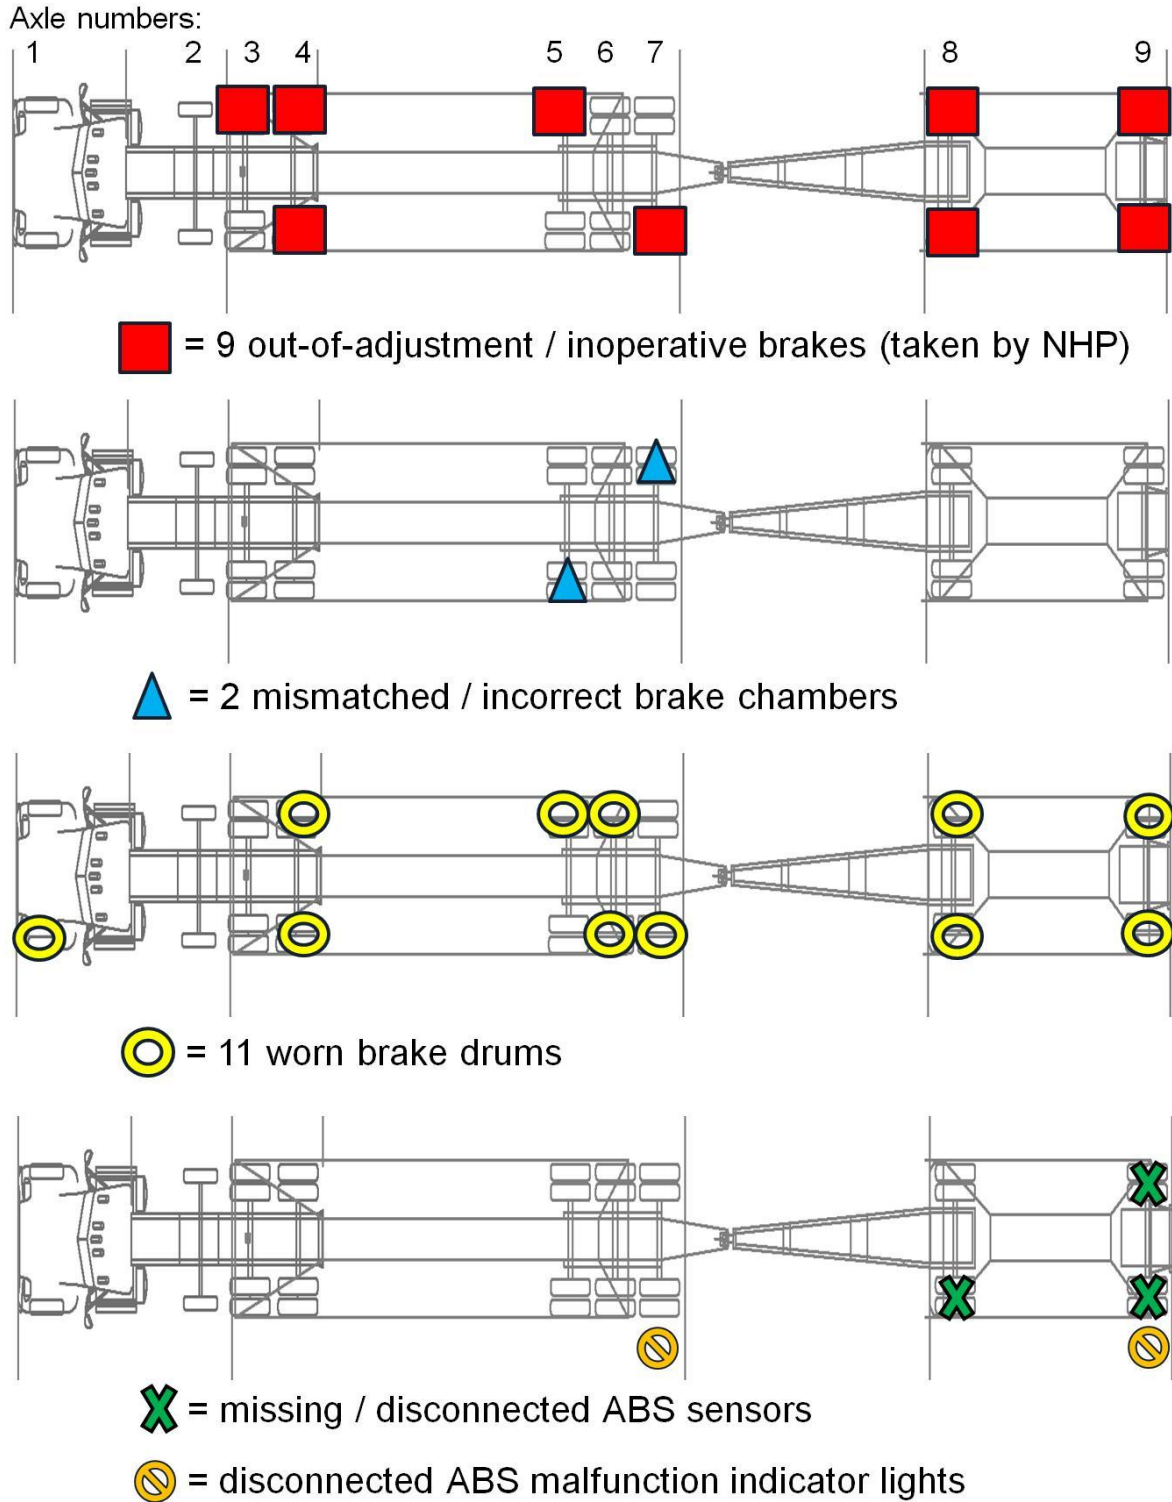 Axle numbers:
1 2 3 4 5 6 7 8 9
= 9 out-of-adjustment / inoperative brakes (taken by NHP)
= 2 mismatched / incorrect brake chambers
= 11 worn brake drums
= missing / disconnected ABS sensors
= disconnected ABS malfunction indicator lights